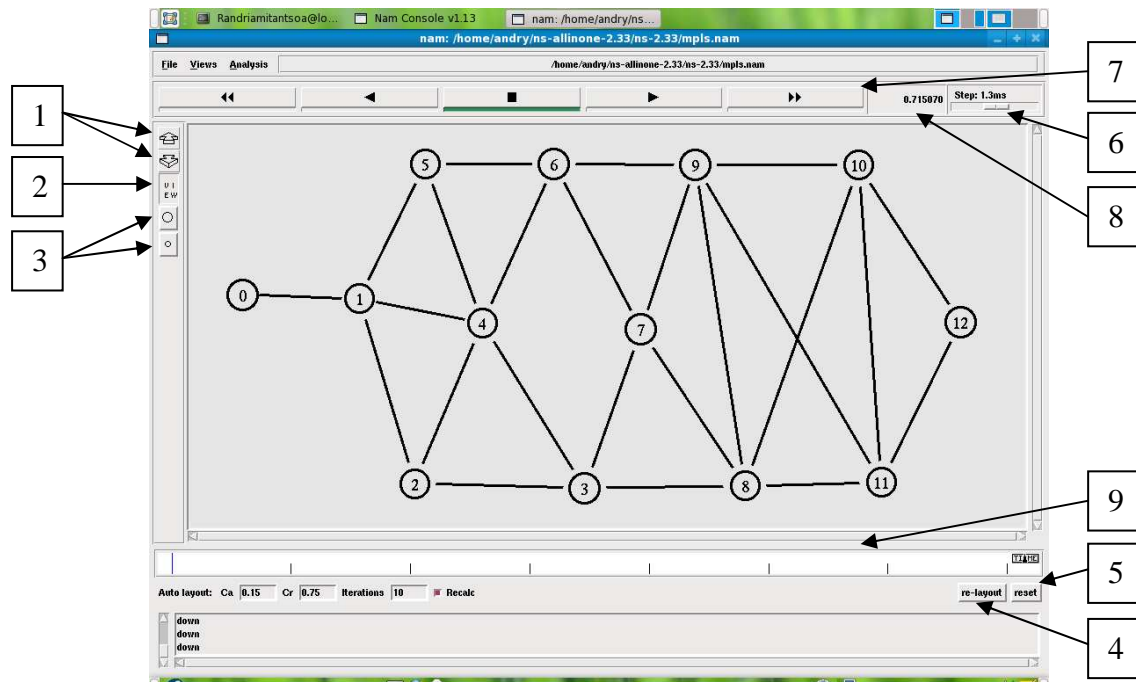 Randriamitantsoa@lo... Nam Console v1.13 nam: /home/andry/ns...
nam: /home/andry/ns-allinone-2.33/ns-2.33/mpls.nam
File Views Analysis /home/andry/ns-allinone-2.33/ns-2.33/mpls.nam
7
0.715070 Step: 1.3ms
1
6
2
V I
E W
8
3
5 6 9 10
0 1
4 7 12
2 3 8 11
9
TIME
5
Auto layout: Ca 0.15 Cr 0.75 Iterations 10 Recalc re-layout reset
down
down
down
4